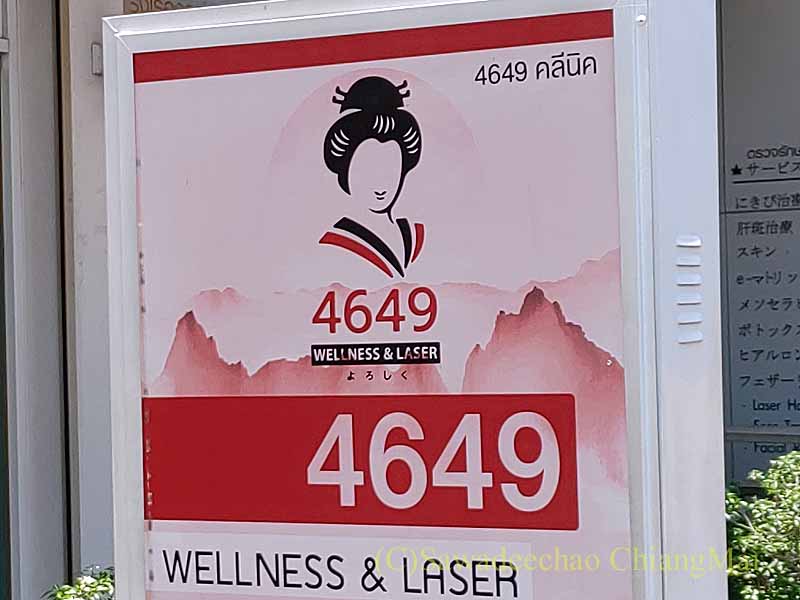 4649 คลีนิค
4649
WELLNESS & LASER
よろしく
4649
WELLNESS & LASER
(C)Sawadeechao ChiangMai
ตรวจรักษ
★サービス
にきび治療
肝斑治療
スキン
e-マトリッ
メソセラ
ボトックス
ヒアルロン
フェザー
- Laser Ha
- Facial